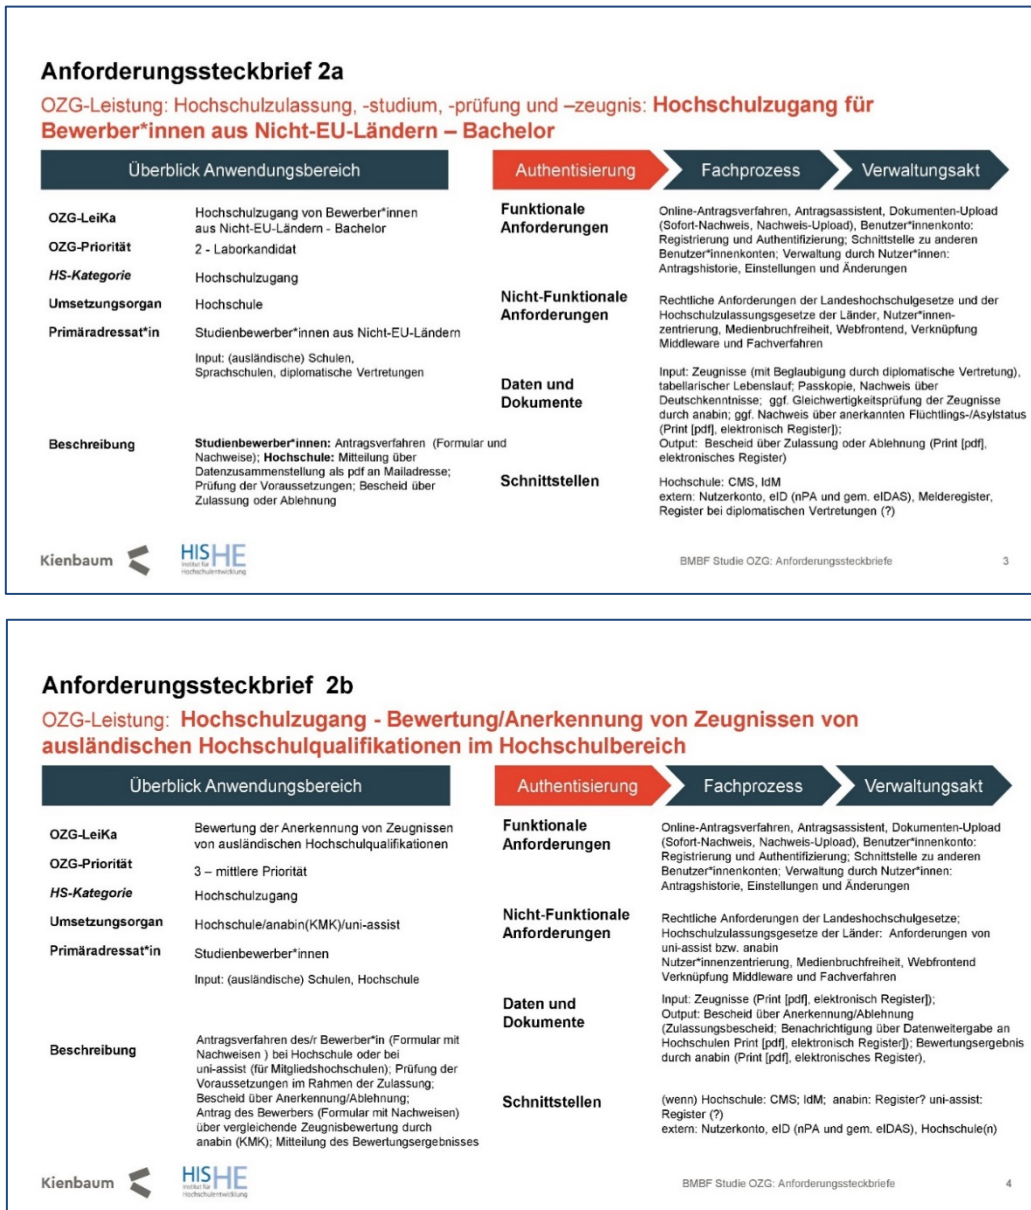 Anforderungssteckbrief 2a
OZG-Leistung: Hochschulzulassung, -studium, -prüfung und –zeugnis: Hochschulzugang für
Bewerber*innen aus Nicht-EU-Ländern – Bachelor
Überblick Anwendungsbereich
OZG-LeiKa
Hochschulzugang von Bewerber*innen
aus Nicht-EU-Ländern - Bachelor
OZG-Priorität
2 - Laborkandidat
HS-Kategorie
Hochschulzugang
Umsetzungsorgan
Hochschule
Primäradressat*in
Studienbewerber*innen aus Nicht-EU-Ländern
Input: (ausländische) Schulen,
Sprachschulen, diplomatische Vertretungen
Beschreibung
Studienbewerber*innen: Antragsverfahren (Formular und
Nachweise); Hochschule: Mitteilung über
Datenzusammenstellung als pdf an Mailadresse;
Prüfung der Voraussetzungen; Bescheid über
Zulassung oder Ablehnung
Authentisierung
Fachprozess
Verwaltungsakt
Funktionale
Anforderungen
Online-Antragsverfahren, Antragsassistent, Dokumenten-Upload
(Sofort-Nachweis, Nachweis-Upload), Benutzer*innenkonto:
Registrierung und Authentifizierung; Schnittstelle zu anderen
Benutzer*innenkonten; Verwaltung durch Nutzer*innen:
Antragshistorie, Einstellungen und Änderungen
Nicht-Funktionale
Anforderungen
Rechtliche Anforderungen der Landeshochschulgesetze und der
Hochschulzulassungsgesetze der Länder, Nutzer*innen-
zentrierung, Medienbruchfreiheit, Webfrontend, Verknüpfung
Middleware und Fachverfahren
Daten und
Dokumente
Input: Zeugnisse (mit Beglaubigung durch diplomatische Vertretung),
tabellarischer Lebenslauf; Passkopie, Nachweis über
Deutschkenntnisse; ggf. Gleichwertigkeitsprüfung der Zeugnisse
durch anabin; ggf. Nachweis über anerkannten Flüchtlings-/Asylstatus
(Print [pdf], elektronisch Register]);
Output: Bescheid über Zulassung oder Ablehnung (Print [pdf],
elektronisches Register)
Schnittstellen
Hochschule: CMS, IdM
extern: Nutzerkonto, eID (nPA und gem. eIDAS), Melderegister,
Register bei diplomatischen Vertretungen (?)
Kienbaum
HIS HE
Institut für
Hochschulentwicklung
BMBF Studie OZG: Anforderungssteckbriefe
3
Anforderungssteckbrief 2b
OZG-Leistung: Hochschulzugang - Bewertung/Anerkennung von Zeugnissen von
ausländischen Hochschulqualifikationen im Hochschulbereich
Überblick Anwendungsbereich
OZG-LeiKa
Bewertung der Anerkennung von Zeugnissen
von ausländischen Hochschulqualifikationen
OZG-Priorität
3 – mittlere Priorität
HS-Kategorie
Hochschulzugang
Umsetzungsorgan
Hochschule/anabin(KMK)/uni-assist
Primäradressat*in
Studienbewerber*innen
Input: (ausländische) Schulen, Hochschule
Beschreibung
Antragsverfahren des/r Bewerber*in (Formular mit
Nachweisen ) bei Hochschule oder bei
uni-assist (für Mitgliedshochschulen); Prüfung der
Voraussetzungen im Rahmen der Zulassung;
Bescheid über Anerkennung/Ablehnung;
Antrag des Bewerbers (Formular mit Nachweisen)
über vergleichende Zeugnisbewertung durch
anabin (KMK); Mitteilung des Bewertungsergebnisses
Authentisierung
Fachprozess
Verwaltungsakt
Funktionale
Anforderungen
Online-Antragsverfahren, Antragsassistent, Dokumenten-Upload
(Sofort-Nachweis, Nachweis-Upload), Benutzer*innenkonto:
Registrierung und Authentifizierung; Schnittstelle zu anderen
Benutzer*innenkonten; Verwaltung durch Nutzer*innen:
Antragshistorie, Einstellungen und Änderungen
Nicht-Funktionale
Anforderungen
Rechtliche Anforderungen der Landeshochschulgesetze;
Hochschulzulassungsgesetze der Länder: Anforderungen von
uni-assist bzw. anabin
Nutzer*innenzentrierung, Medienbruchfreiheit, Webfrontend
Verknüpfung Middleware und Fachverfahren
Daten und
Dokumente
Input: Zeugnisse (Print [pdf], elektronisch Register]);
Output: Bescheid über Anerkennung/Ablehnung
(Zulassungsbescheid; Benachrichtigung über Datenweitergabe an
Hochschulen Print [pdf], elektronisch Register]); Bewertungsergebnis
durch anabin (Print [pdf], elektronisches Register),
Schnittstellen
(wenn) Hochschule: CMS; IdM; anabin: Register? uni-assist:
Register (?)
extern: Nutzerkonto, eID (nPA und gem. eIDAS), Hochschule(n)
Kienbaum
HIS HE
Institut für
Hochschulentwicklung
BMBF Studie OZG: Anforderungssteckbriefe
4